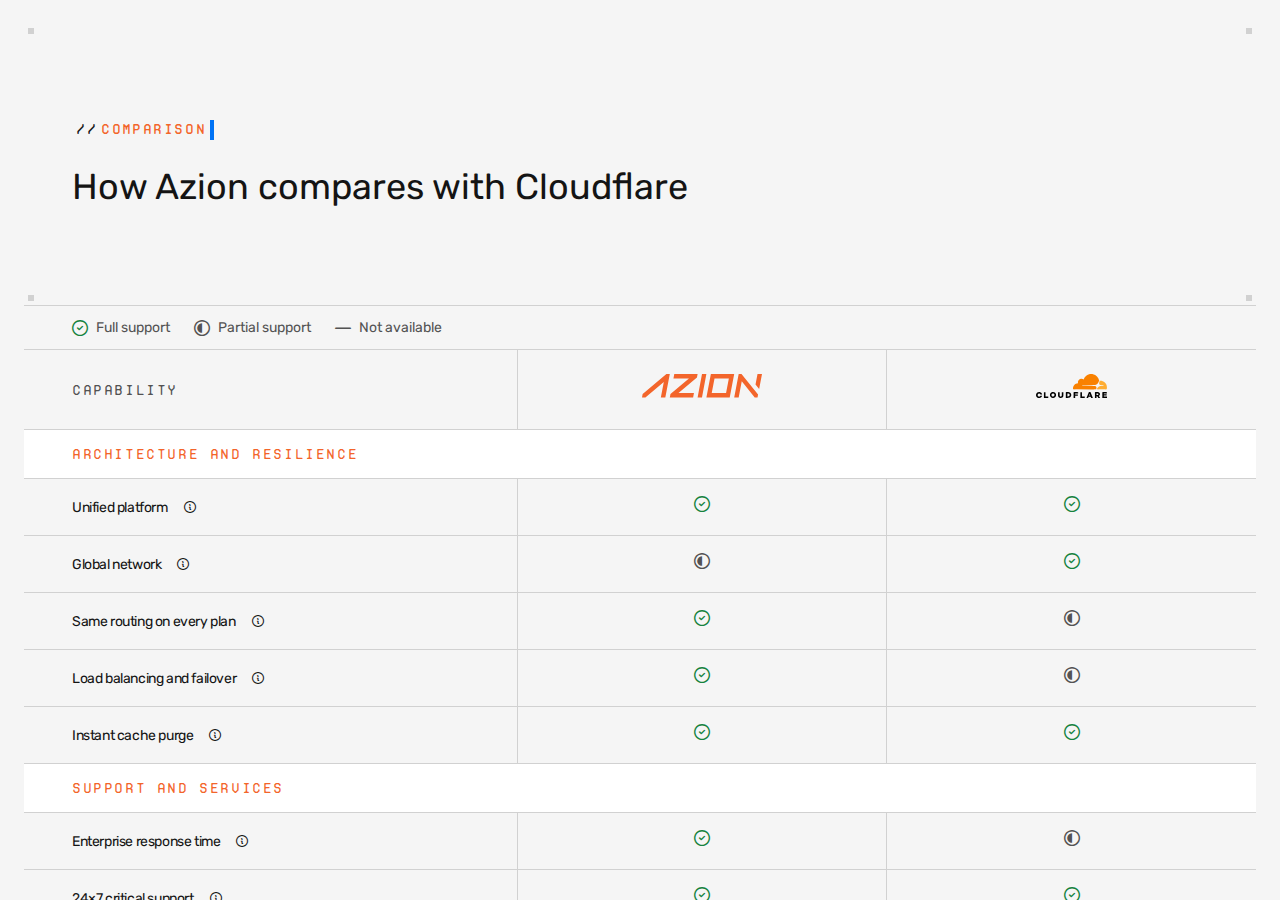 // COMPARISON
How Azion compares with Cloudflare
Full support Partial support Not available
CAPABILITY AZION CLOUDFLARE
ARCHITECTURE AND RESILIENCE
Unified platform
Global network
Same routing on every plan
Load balancing and failover
Instant cache purge
SUPPORT AND SERVICES
Enterprise response time
24x7 critical support